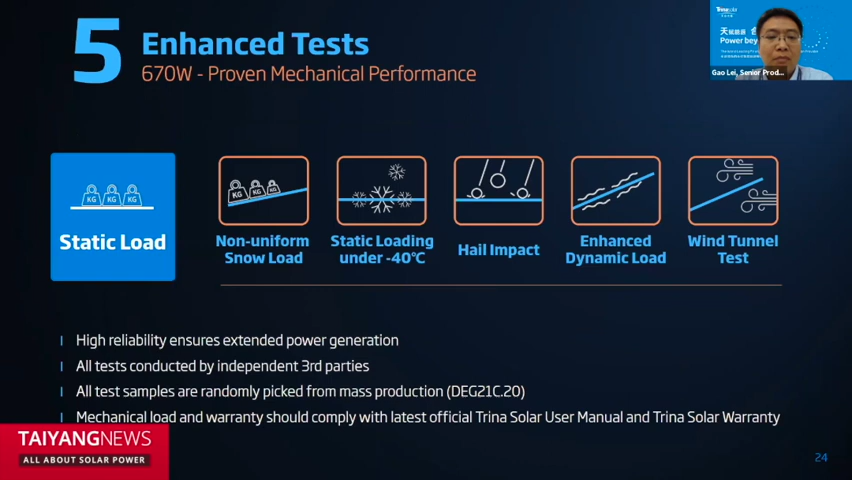 5
Enhanced Tests
670W - Proven Mechanical Performance
Trinasolar
Power bey
Gao Lei, Senior Prod...
KG KG KG
Static Load
KG KG KG
Non-uniform
Snow Load
Static Loading
under -40°C
Hail Impact
Enhanced
Dynamic Load
Wind Tunnel
Test
High reliability ensures extended power generation
All tests conducted by independent 3rd parties
All test samples are randomly picked from mass production (DEG21C.20)
Mechanical load and warranty should comply with latest official Trina Solar User Manual and Trina Solar Warranty
TAIYANGNEWS
ALL ABOUT SOLAR POWER
24